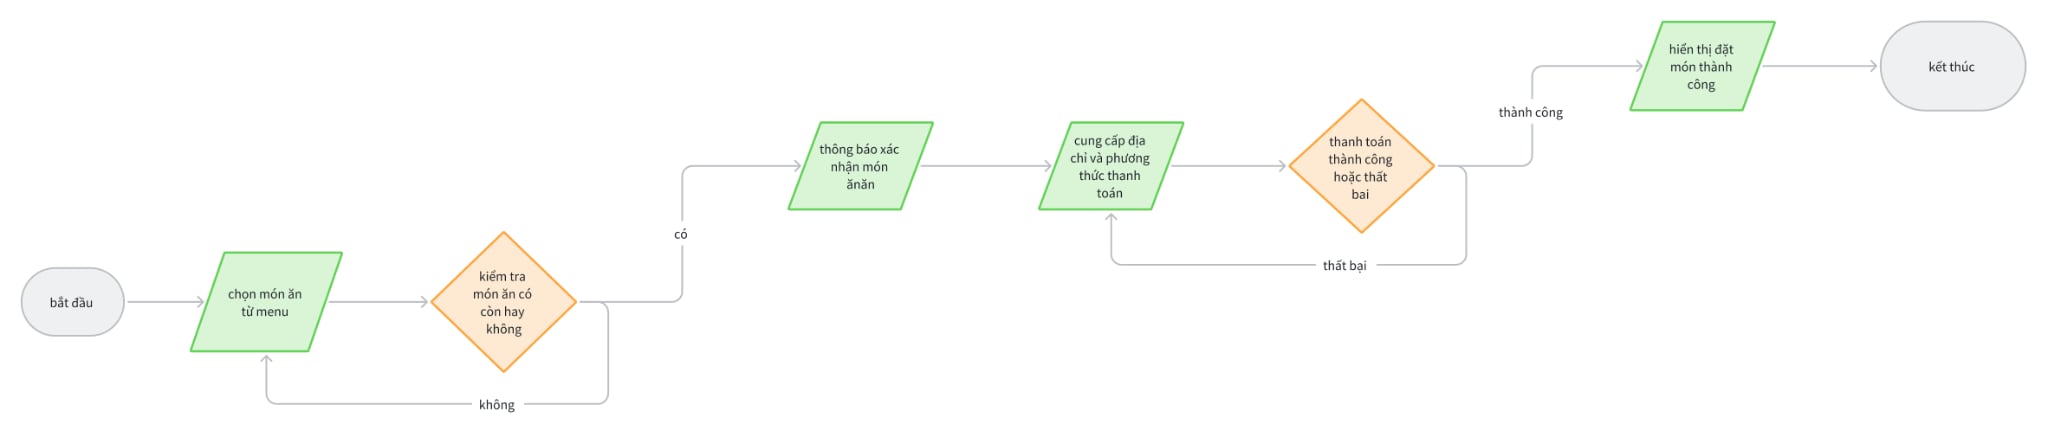 bắt đầu
chọn món ăn
từ menu
kiểm tra
món ăn có
còn hay
không
không
có
thông báo xác
nhận món
ănăn
cung cấp địa
chỉ và phương
thức thanh
toán
thanh toán
thành công
hoặc thất
bai
thất bại
thành công
hiển thị đặt
món thành
công
kết thúc